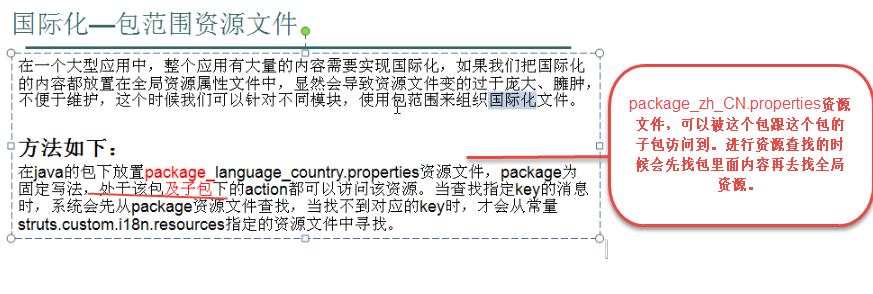 国际化—包范围资源文件
在一个大型应用中，整个应用有大量的内容需要实现国际化，如果我们把国际化
的内容都放置在全局资源属性文件中，显然会导致资源文件变的过于庞大、臃肿，
不便于维护，这个时候我们可以针对不同模块，使用包范围来组织国际化文件。
方法如下：
在java的包下放置package_language_country.properties资源文件，package为
固定写法，处于该包及子包下的action都可以访问该资源。当查找指定key的消息
时，系统会先从package资源文件查找，当找不到对应的key时，才会从常量
struts.custom.i18n.resources指定的资源文件中寻找。
package_zh_CN.properties资源
文件，可以被这个包跟这个包的
子包访问到。进行资源查找的时
候会先找包里面内容再去找全局
资源。